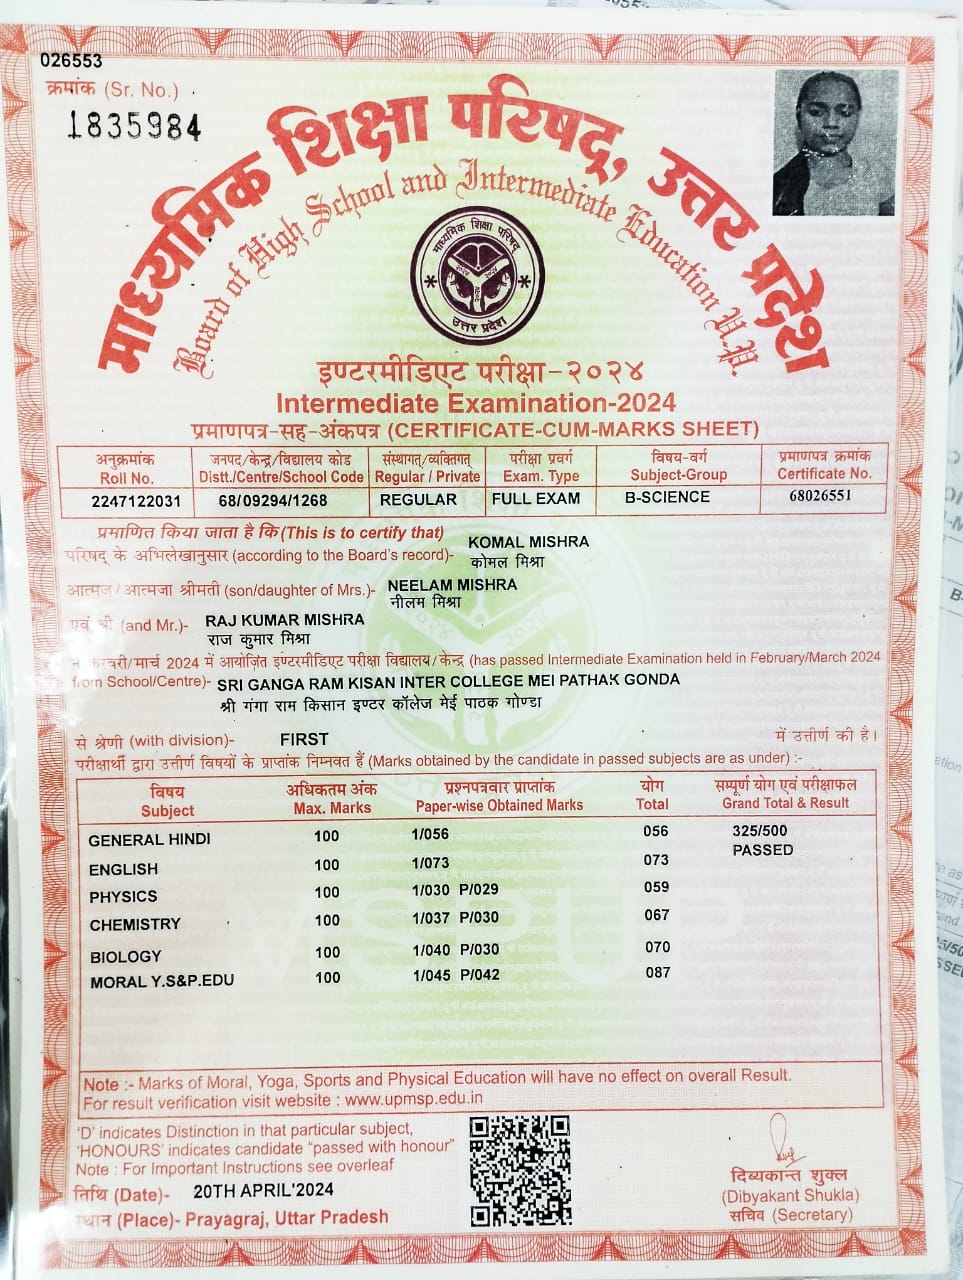 026553
क्रमांक (Sr. No.)
1835984
माध्यमिक शिक्षा परिषद्, उत्तर प्रदेश
Board of High School and Intermediate Education U.P.
माध्यमिक शिक्षा परिषद्
उत्तर प्रदेश
इण्टरमीडिएट परीक्षा-२०२४
Intermediate Examination-2024
प्रमाणपत्र-सह-अंकपत्र (CERTIFICATE-CUM-MARKS SHEET)
अनुक्रमांक जनपद/केन्द्र/विद्यालय कोड संस्थागत्/व्यक्तिगत् परीक्षा प्रवर्ग विषय-वर्ग प्रमाणपत्र क्रमांक
Roll No. Distt./Centre/School Code Regular / Private Exam. Type Subject-Group Certificate No.
2247122031 68/09294/1268 REGULAR FULL EXAM B-SCIENCE 68026551
प्रमाणित किया जाता है कि (This is to certify that)
परिषद् के अभिलेखानुसार (according to the Board's record)- KOMAL MISHRA
कोमल मिश्रा
आत्मज/आत्मजा श्रीमती (son/daughter of Mrs.)- NEELAM MISHRA
नीलम मिश्रा
एवं श्री (and Mr.)- RAJ KUMAR MISHRA
राज कुमार मिश्रा
ने फरवरी/मार्च 2024 में आयोजित इण्टरमीडिएट परीक्षा विद्यालय/केन्द्र (has passed Intermediate Examination held in February/March 2024
from School/Centre)- SRI GANGA RAM KISAN INTER COLLEGE MEI PATHAK GONDA
श्री गंगा राम किसान इण्टर कॉलेज मेई पाठक गोण्डा
से श्रेणी (with division)- FIRST में उत्तीर्ण की है।
परीक्षार्थी द्वारा उत्तीर्ण विषयों के प्राप्तांक निम्नवत हैं (Marks obtained by the candidate in passed subjects are as under) :-
विषय अधिकतम अंक प्रश्नपत्रवार प्राप्तांक योग सम्पूर्ण योग एवं परीक्षाफल
Subject Max. Marks Paper-wise Obtained Marks Total Grand Total & Result
GENERAL HINDI 100 1/056 056 325/500
PASSED
ENGLISH 100 1/073 073
PHYSICS 100 1/030 P/029 059
CHEMISTRY 100 1/037 P/030 067
BIOLOGY 100 1/040 P/030 070
MORAL Y.S&P.EDU 100 1/045 P/042 087
Note :- Marks of Moral, Yoga, Sports and Physical Education will have no effect on overall Result.
For result verification visit website : www.upmsp.edu.in
'D' indicates Distinction in that particular subject,
'HONOURS' indicates candidate "passed with honour"
Note : For Important Instructions see overleaf
तिथि (Date)- 20TH APRIL'2024
स्थान (Place)- Prayagraj, Uttar Pradesh
दिब्यकान्त शुक्ल
(Dibyakant Shukla)
सचिव (Secretary)